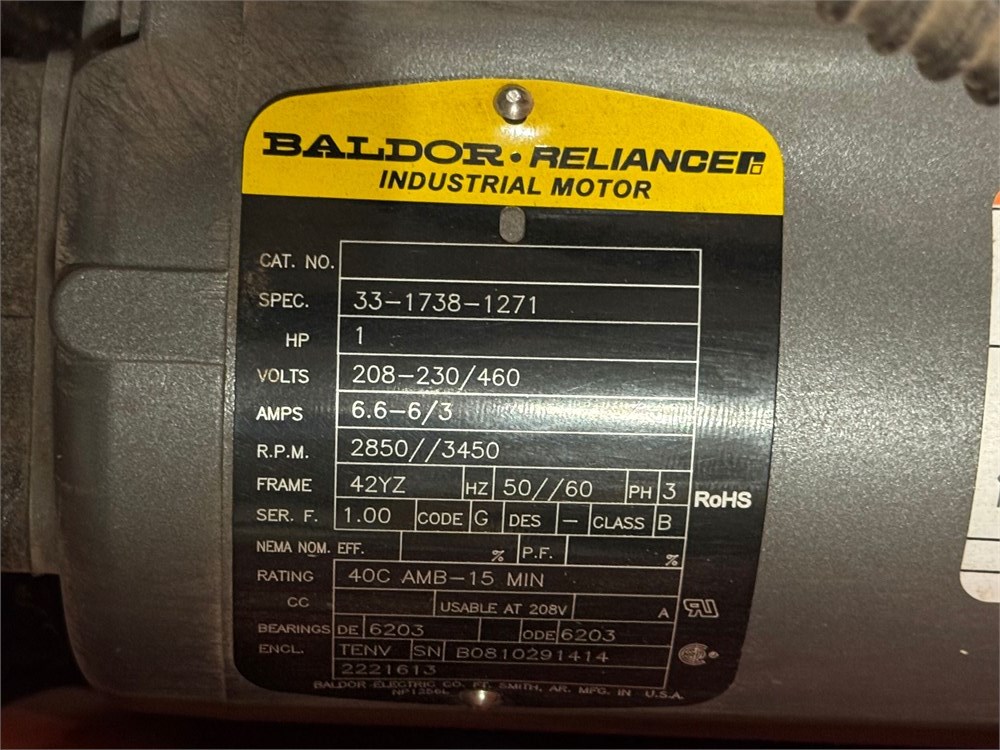 BALDOR • RELIANCER
INDUSTRIAL MOTOR
CAT. NO.
SPEC. 33-1738-1271
HP 1
VOLTS 208-230/460
AMPS 6.6-6/3
R.P.M. 2850//3450
FRAME 42YZ HZ 50//60 PH 3
RoHS
SER. F. 1.00 CODE G DES - CLASS B
NEMA NOM. EFF. % P.F. %
RATING 40C AMB-15 MIN
CC USABLE AT 208V A
BEARINGS DE 6203 ODE 6203
ENCL. TENV SN B0810291414
2221613
BALDOR ELECTRIC CO. FT. SMITH, AR. MFG. IN U.S.A.
NP1256L